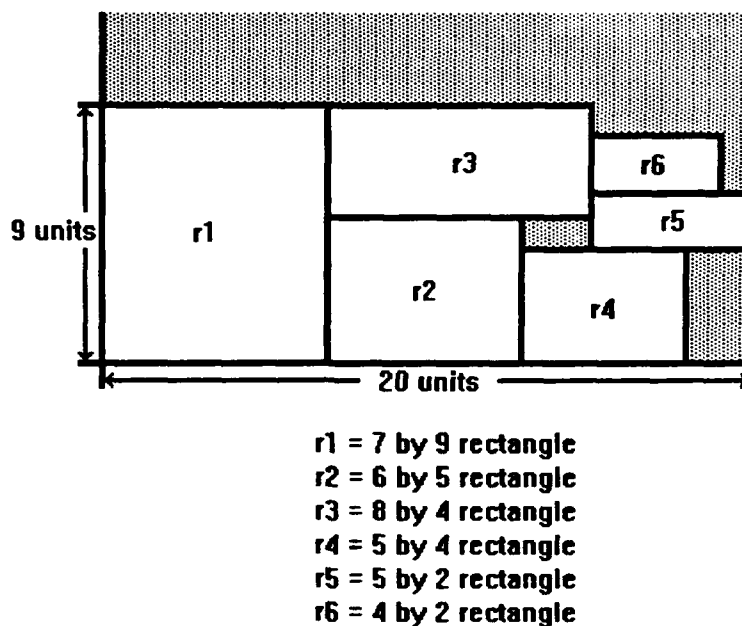 r3
r6
9 units
r1
r5
r2
r4
20 units
r1 = 7 by 9 rectangle
r2 = 6 by 5 rectangle
r3 = 8 by 4 rectangle
r4 = 5 by 4 rectangle
r5 = 5 by 2 rectangle
r6 = 4 by 2 rectangle